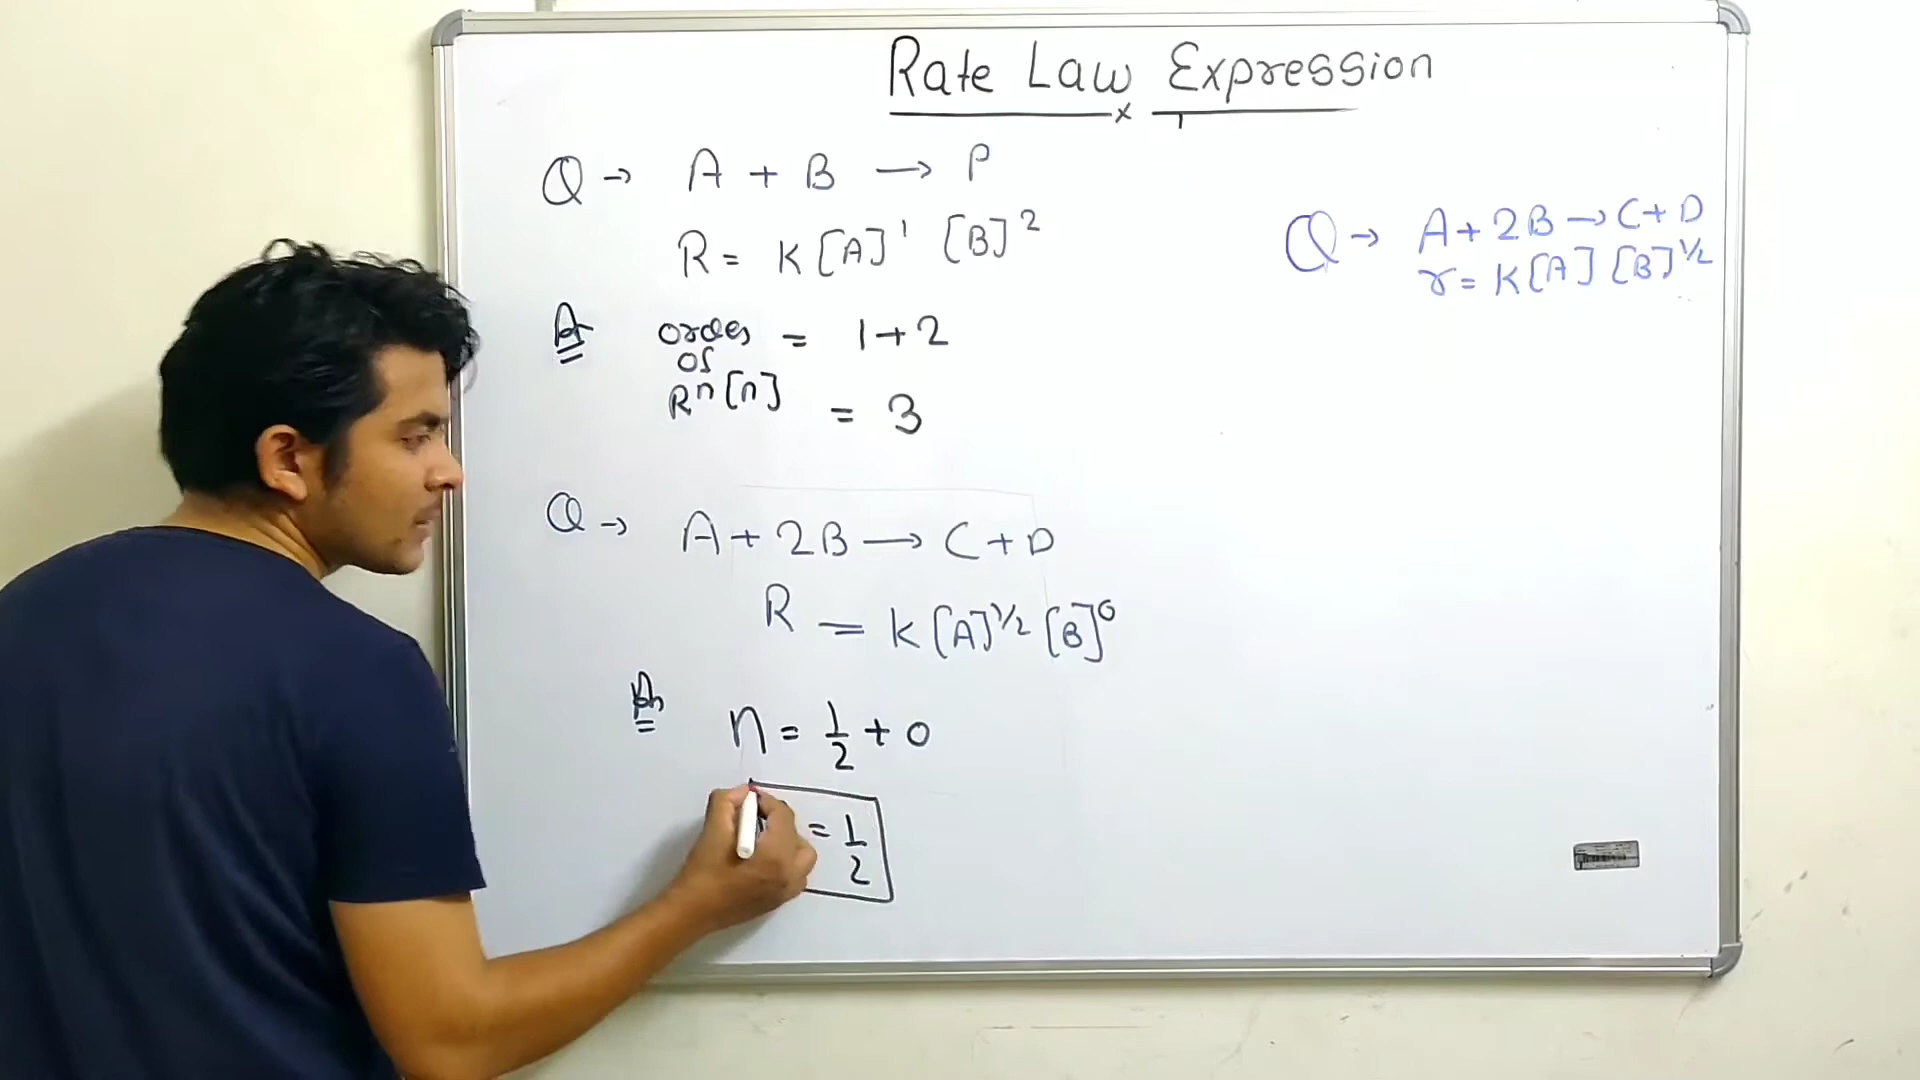 Rate Law Expression
Q → A + B → P
R = K[A]¹ [B]²
order = 1+2
of
Rⁿ[n]
= 3
Q → A + 2B → C + D
R = K[A]^1/2 [B]⁰
n = 1/2 + 0
= 1/2
Q → A + 2B → C + D
r = K[A] [B]^1/2